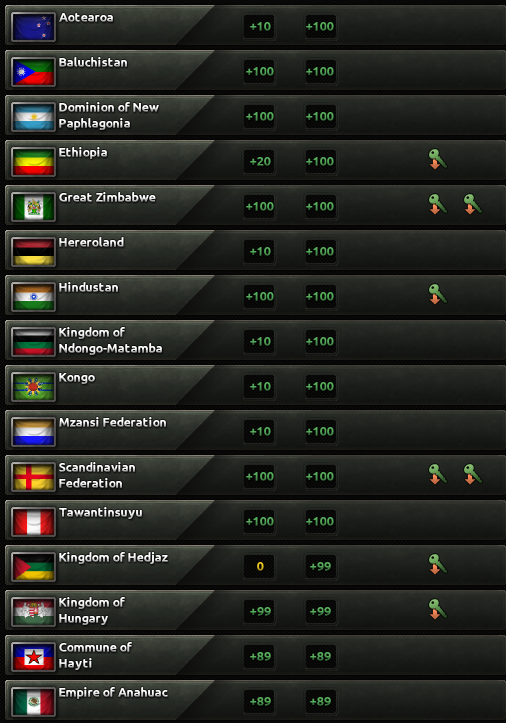 Aotearoa +10 +100
Baluchistan +100 +100
Dominion of New
Paphlagonia +100 +100
Ethiopia +20 +100
Great Zimbabwe +100 +100
Hereroland +10 +100
Hindustan +100 +100
Kingdom of
Ndongo-Matamba +10 +100
Kongo +10 +100
Mzansi Federation +10 +100
Scandinavian
Federation +100 +100
Tawantinsuyu +100 +100
Kingdom of Hedjaz 0 +99
Kingdom of
Hungary +99 +99
Commune of
Hayti +89 +89
Empire of Anahuac +89 +89